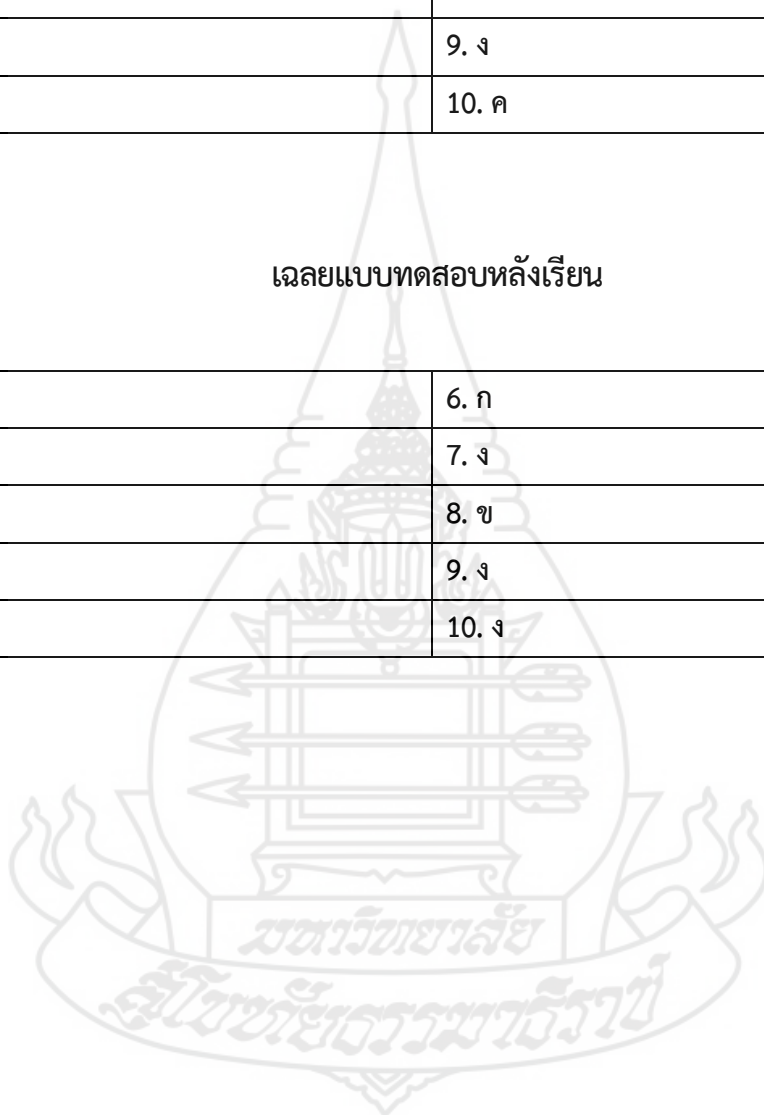 9. ง
10. ค
เฉลยแบบทดสอบหลังเรียน
6. ก
7. ง
8. ข
9. ง
10. ง
มหาวิทยาลัย
สุโขทัยธรรมาธิราช